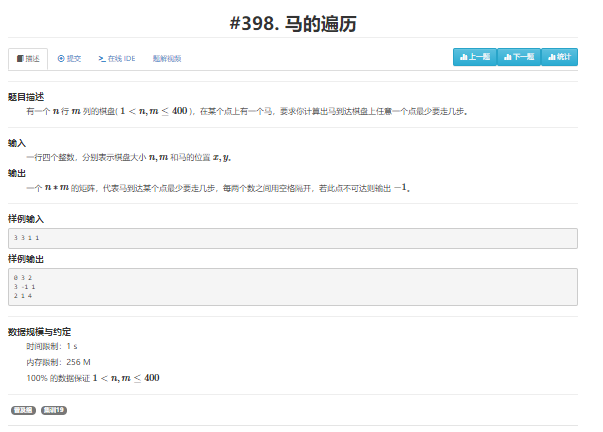 #398. 马的遍历
描述 提交 在线 IDE 题解视频 上一题 下一题 统计
题目描述
有一个 n 行 m 列的棋盘( 1 < n, m ≤ 400 )，在某个点上有一个马，要求你计算出马到达棋盘上任意一个点最少要走几步。
输入
一行四个整数，分别表示棋盘大小 n, m 和马的位置 x, y。
输出
一个 n * m 的矩阵，代表马到达某个点最少要走几步，每两个数之间用空格隔开，若此点不可达则输出 −1。
样例输入
3 3 1 1
样例输出
0 3 2
3 -1 1
2 1 4
数据规模与约定
时间限制：1 s
内存限制：256 M
100% 的数据保证 1 < n, m ≤ 400